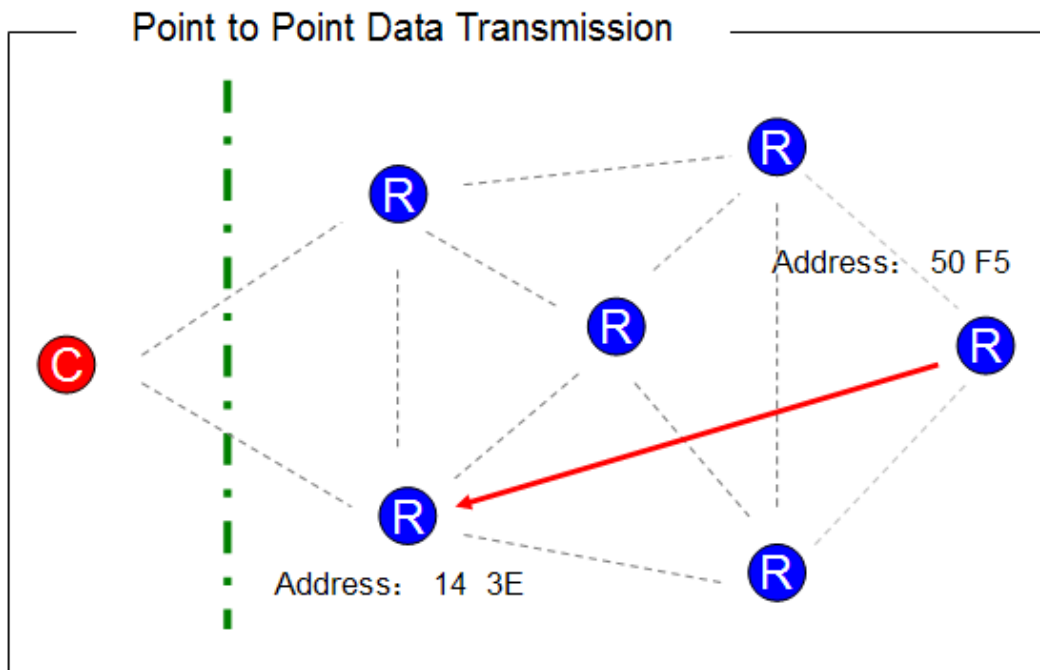 Point to Point Data Transmission
R
R
Address: 50 F5
R
R
C
R
Address: 14 3E
R